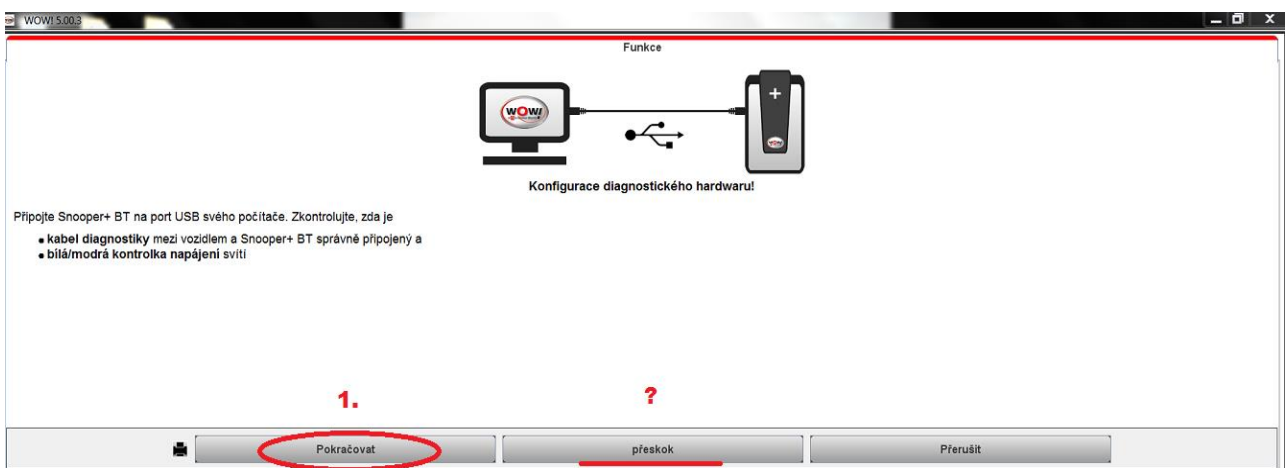 WOW! 5.00.3
Funkce
WOW!
Konfigurace diagnostického hardwaru!
Připojte Snooper+ BT na port USB svého počítače. Zkontrolujte, zda je
• kabel diagnostiky mezi vozidlem a Snooper+ BT správně připojený a
• bílá/modrá kontrolka napájení svítí
1. ?
Pokračovat přeskok Přerušit